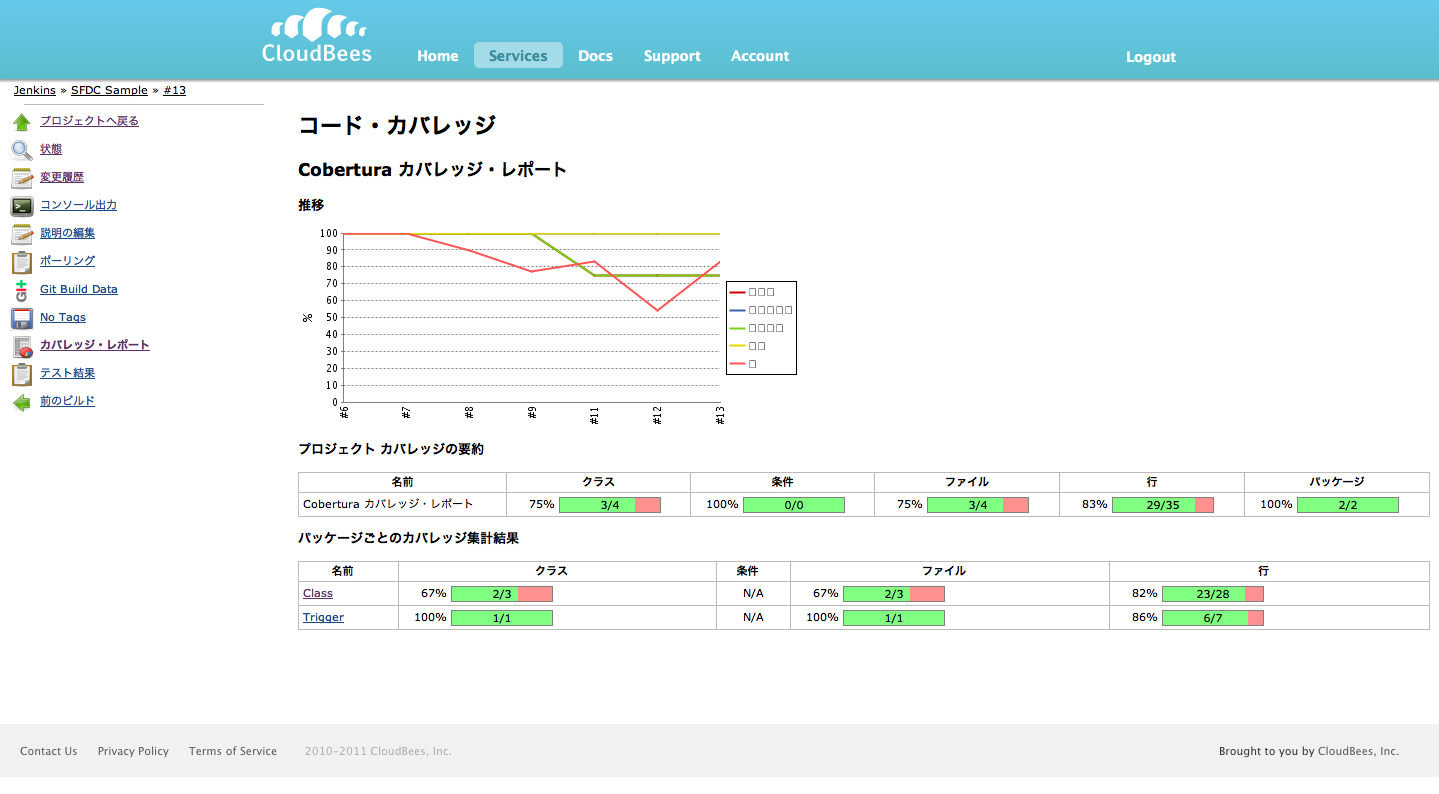 CloudBees
Home Services Docs Support Account Logout
Jenkins » SFDC Sample » #13
プロジェクトへ戻る
状態
変更履歴
コンソール出力
説明の編集
ポーリング
Git Build Data
No Tags
カバレッジ・レポート
テスト結果
前のビルド
コード・カバレッジ
Cobertura カバレッジ・レポート
推移
100
90
80
70
60
50
40
30
20
10
0
%
#6 #7 #8 #9 #11 #12 #13
プロジェクト カバレッジの要約
名前 クラス 条件 ファイル 行 パッケージ
Cobertura カバレッジ・レポート 75% 3/4 100% 0/0 75% 3/4 83% 29/35 100% 2/2
パッケージごとのカバレッジ集計結果
名前 クラス 条件 ファイル 行
Class 67% 2/3 N/A 67% 2/3 82% 23/28
Trigger 100% 1/1 N/A 100% 1/1 86% 6/7
Contact Us Privacy Policy Terms of Service 2010-2011 CloudBees, Inc. Brought to you by CloudBees, Inc.